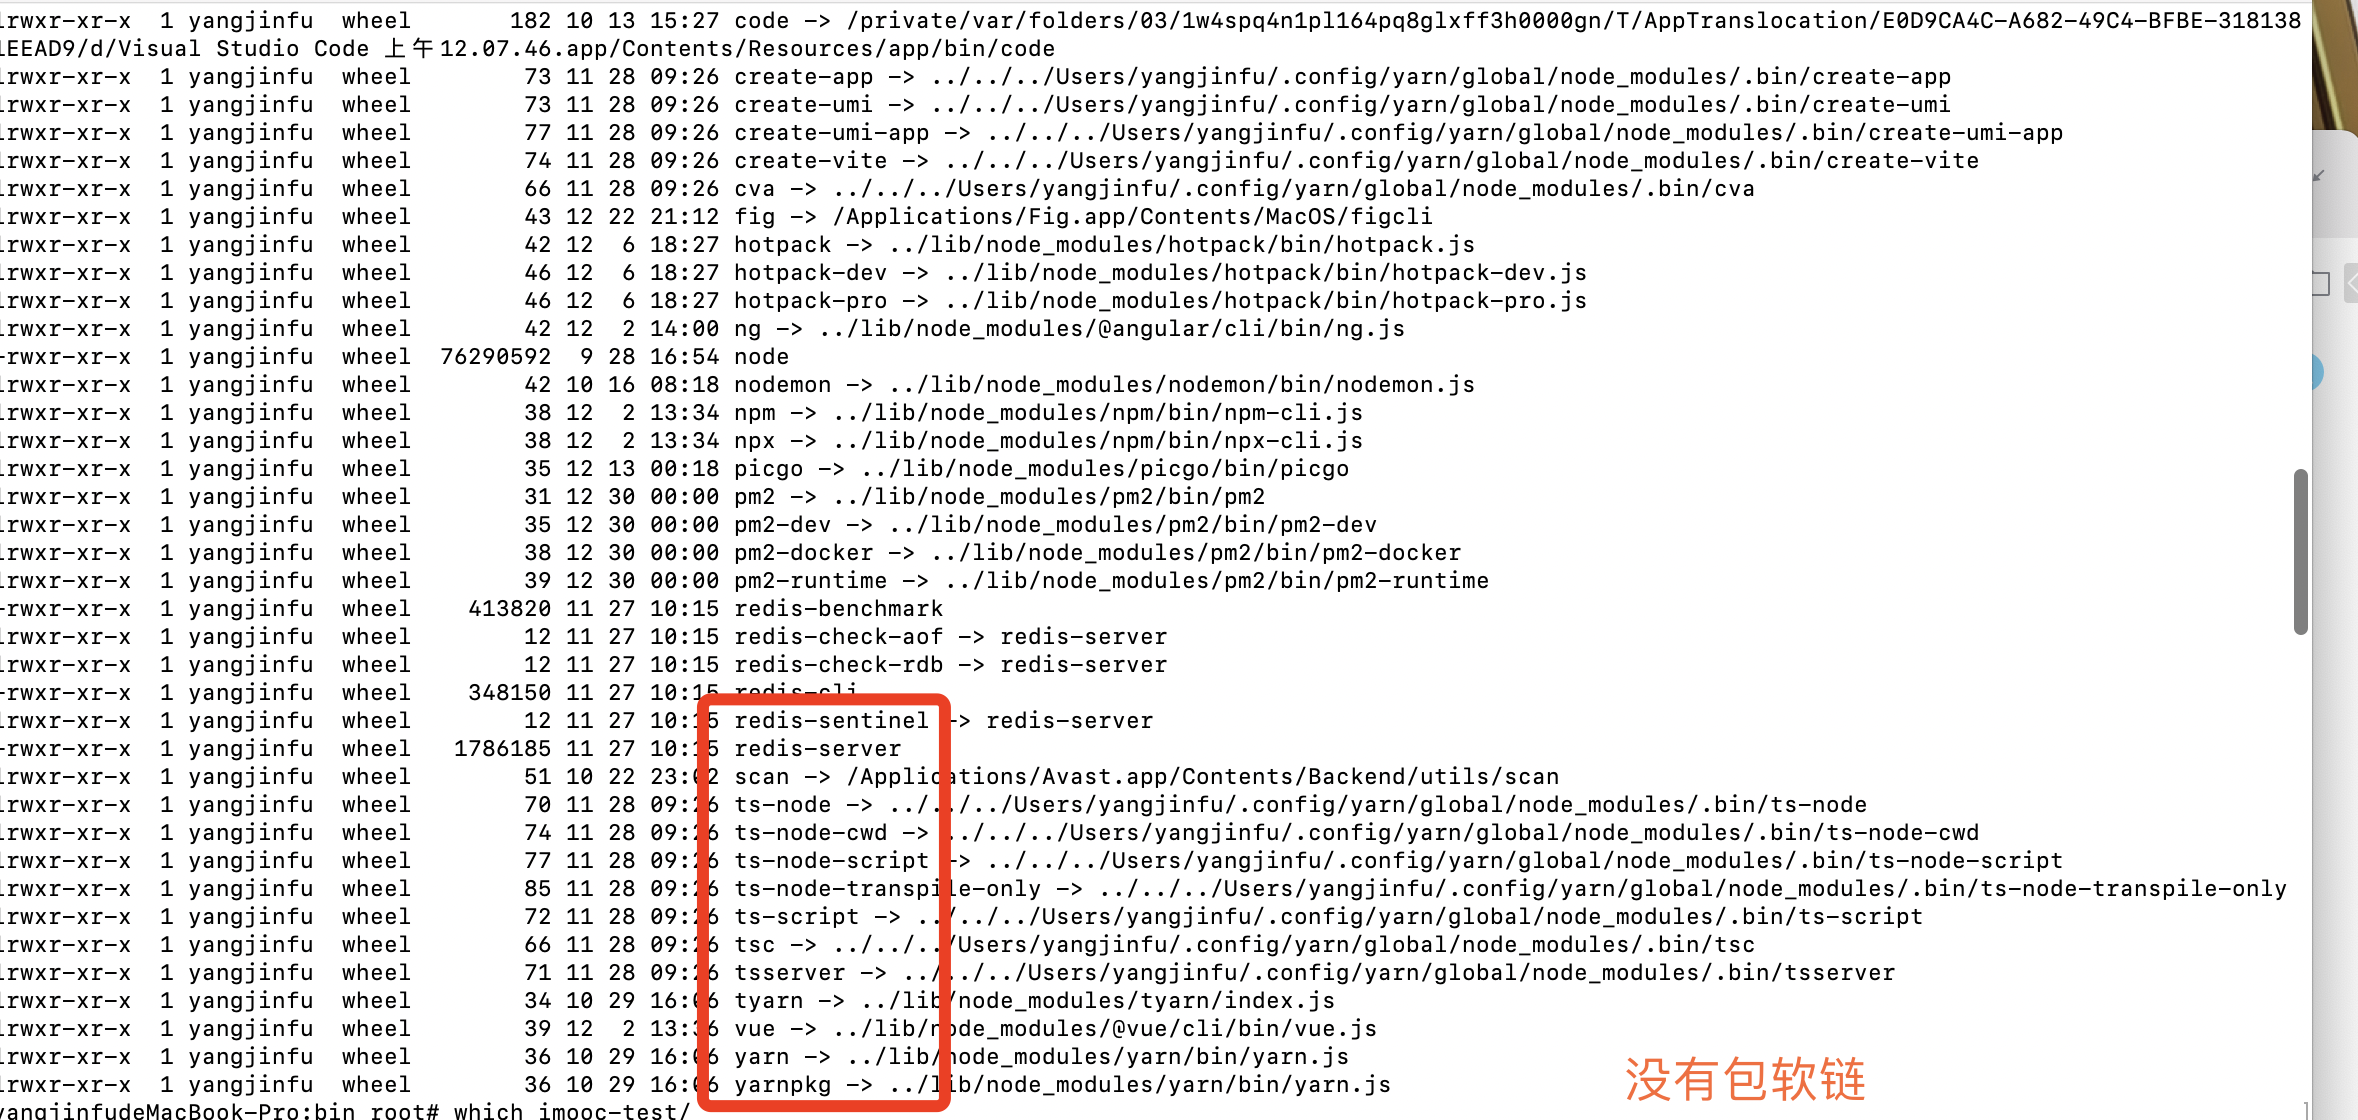 lrwxr-xr-x  1 yangjinfu  wheel       182 10 13 15:27 code -> /private/var/folders/03/1w4spq4n1pl164pq8glxff3h0000gn/T/AppTranslocation/E0D9CA4C-A682-49C4-BFBE-318138
1EEAD9/d/Visual Studio Code 上午12.07.46.app/Contents/Resources/app/bin/code
lrwxr-xr-x  1 yangjinfu  wheel        73 11 28 09:26 create-app -> ../../../Users/yangjinfu/.config/yarn/global/node_modules/.bin/create-app
lrwxr-xr-x  1 yangjinfu  wheel        73 11 28 09:26 create-umi -> ../../../Users/yangjinfu/.config/yarn/global/node_modules/.bin/create-umi
lrwxr-xr-x  1 yangjinfu  wheel        77 11 28 09:26 create-umi-app -> ../../../Users/yangjinfu/.config/yarn/global/node_modules/.bin/create-umi-app
lrwxr-xr-x  1 yangjinfu  wheel        74 11 28 09:26 create-vite -> ../../../Users/yangjinfu/.config/yarn/global/node_modules/.bin/create-vite
lrwxr-xr-x  1 yangjinfu  wheel        66 11 28 09:26 cva -> ../../../Users/yangjinfu/.config/yarn/global/node_modules/.bin/cva
lrwxr-xr-x  1 yangjinfu  wheel        43 12 22 21:12 fig -> /Applications/Fig.app/Contents/MacOS/figcli
lrwxr-xr-x  1 yangjinfu  wheel        42 12  6 18:27 hotpack -> ../lib/node_modules/hotpack/bin/hotpack.js
lrwxr-xr-x  1 yangjinfu  wheel        46 12  6 18:27 hotpack-dev -> ../lib/node_modules/hotpack/bin/hotpack-dev.js
lrwxr-xr-x  1 yangjinfu  wheel        46 12  6 18:27 hotpack-pro -> ../lib/node_modules/hotpack/bin/hotpack-pro.js
lrwxr-xr-x  1 yangjinfu  wheel        42 12  2 14:00 ng -> ../lib/node_modules/@angular/cli/bin/ng.js
-rwxr-xr-x  1 yangjinfu  wheel  76290592  9 28 16:54 node
lrwxr-xr-x  1 yangjinfu  wheel        42 10 16 08:18 nodemon -> ../lib/node_modules/nodemon/bin/nodemon.js
lrwxr-xr-x  1 yangjinfu  wheel        38 12  2 13:34 npm -> ../lib/node_modules/npm/bin/npm-cli.js
lrwxr-xr-x  1 yangjinfu  wheel        38 12  2 13:34 npx -> ../lib/node_modules/npm/bin/npx-cli.js
lrwxr-xr-x  1 yangjinfu  wheel        35 12 13 00:18 picgo -> ../lib/node_modules/picgo/bin/picgo
lrwxr-xr-x  1 yangjinfu  wheel        31 12 30 00:00 pm2 -> ../lib/node_modules/pm2/bin/pm2
lrwxr-xr-x  1 yangjinfu  wheel        35 12 30 00:00 pm2-dev -> ../lib/node_modules/pm2/bin/pm2-dev
lrwxr-xr-x  1 yangjinfu  wheel        38 12 30 00:00 pm2-docker -> ../lib/node_modules/pm2/bin/pm2-docker
lrwxr-xr-x  1 yangjinfu  wheel        39 12 30 00:00 pm2-runtime -> ../lib/node_modules/pm2/bin/pm2-runtime
-rwxr-xr-x  1 yangjinfu  wheel    413820 11 27 10:15 redis-benchmark
lrwxr-xr-x  1 yangjinfu  wheel        12 11 27 10:15 redis-check-aof -> redis-server
lrwxr-xr-x  1 yangjinfu  wheel        12 11 27 10:15 redis-check-rdb -> redis-server
-rwxr-xr-x  1 yangjinfu  wheel    348150 11 27 10:15 redis-cli
lrwxr-xr-x  1 yangjinfu  wheel        12 11 27 10:15 redis-sentinel -> redis-server
-rwxr-xr-x  1 yangjinfu  wheel   1786185 11 27 10:15 redis-server
lrwxr-xr-x  1 yangjinfu  wheel        51 10 22 23:02 scan -> /Applications/Avast.app/Contents/Backend/utils/scan
lrwxr-xr-x  1 yangjinfu  wheel        70 11 28 09:26 ts-node -> ../../../Users/yangjinfu/.config/yarn/global/node_modules/.bin/ts-node
lrwxr-xr-x  1 yangjinfu  wheel        74 11 28 09:26 ts-node-cwd -> ../../../Users/yangjinfu/.config/yarn/global/node_modules/.bin/ts-node-cwd
lrwxr-xr-x  1 yangjinfu  wheel        77 11 28 09:26 ts-node-script -> ../../../Users/yangjinfu/.config/yarn/global/node_modules/.bin/ts-node-script
lrwxr-xr-x  1 yangjinfu  wheel        85 11 28 09:26 ts-node-transpile-only -> ../../../Users/yangjinfu/.config/yarn/global/node_modules/.bin/ts-node-transpile-only
lrwxr-xr-x  1 yangjinfu  wheel        72 11 28 09:26 ts-script -> ../../../Users/yangjinfu/.config/yarn/global/node_modules/.bin/ts-script
lrwxr-xr-x  1 yangjinfu  wheel        66 11 28 09:26 tsc -> ../../../Users/yangjinfu/.config/yarn/global/node_modules/.bin/tsc
lrwxr-xr-x  1 yangjinfu  wheel        71 11 28 09:26 tsserver -> ../../../Users/yangjinfu/.config/yarn/global/node_modules/.bin/tsserver
lrwxr-xr-x  1 yangjinfu  wheel        34 10 29 16:06 tyarn -> ../lib/node_modules/tyarn/index.js
lrwxr-xr-x  1 yangjinfu  wheel        39 12  2 13:36 vue -> ../lib/node_modules/@vue/cli/bin/vue.js
lrwxr-xr-x  1 yangjinfu  wheel        36 10 29 16:06 yarn -> ../lib/node_modules/yarn/bin/yarn.js
lrwxr-xr-x  1 yangjinfu  wheel        36 10 29 16:06 yarnpkg -> ../lib/node_modules/yarn/bin/yarn.js
没有包软链
yangjinfudeMacBook-Pro:bin root# which imooc-test/